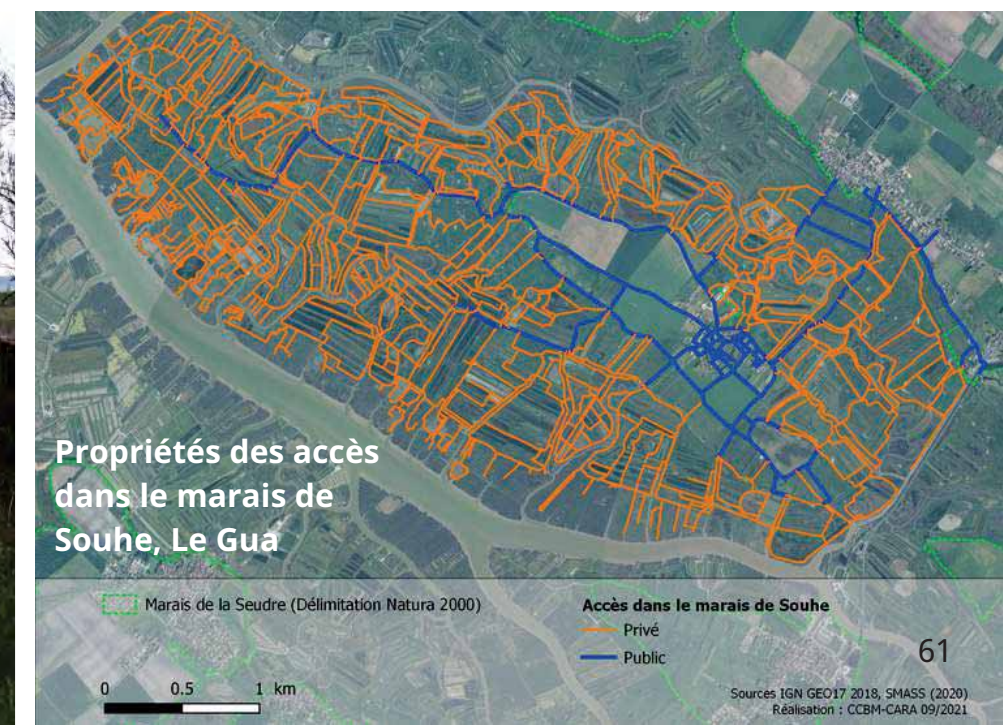 Propriétés des accès
dans le marais de
Souhe, Le Gua
Marais de la Seudre (Délimitation Natura 2000)
0 0.5 1 km
Accès dans le marais de Souhe
Privé
Public
61
Sources IGN GEO17 2018, SMASS (2020)
Réalisation : CCBM-CARA 09/2021